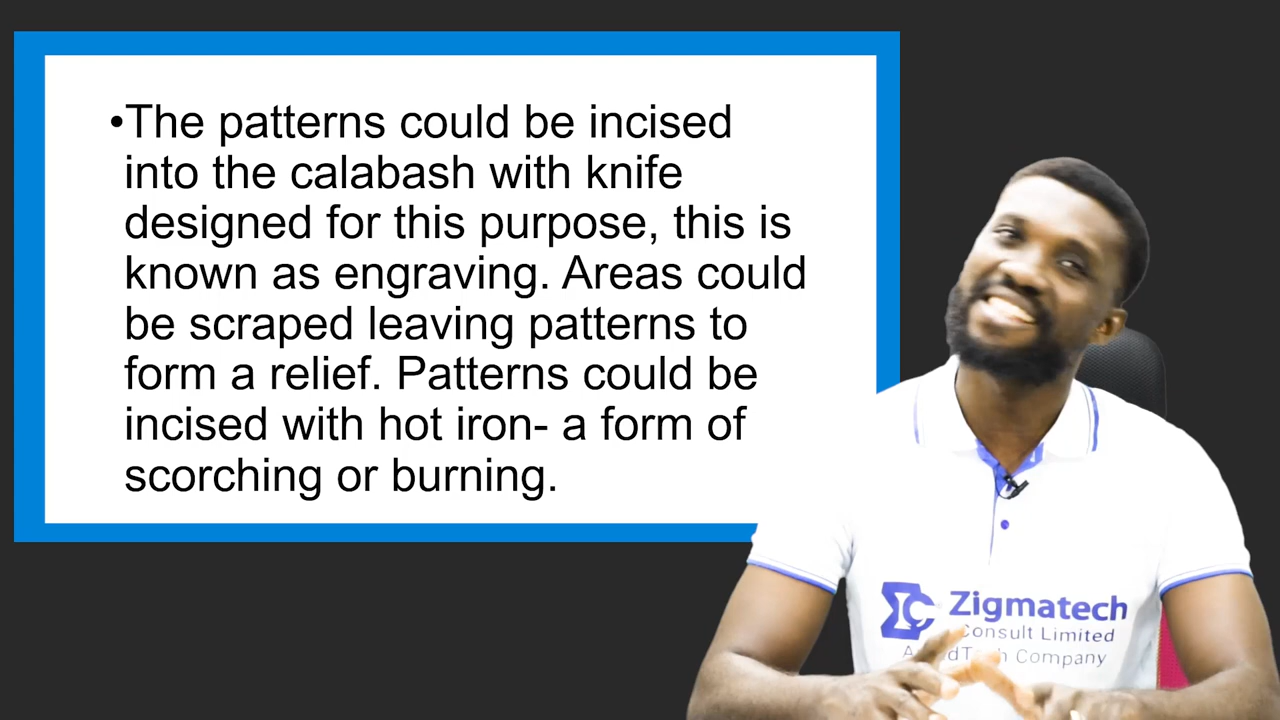 •The patterns could be incised
into the calabash with knife
designed for this purpose, this is
known as engraving. Areas could
be scraped leaving patterns to
form a relief. Patterns could be
incised with hot iron- a form of
scorching or burning.
Zigmatech
Consult Limited
Company